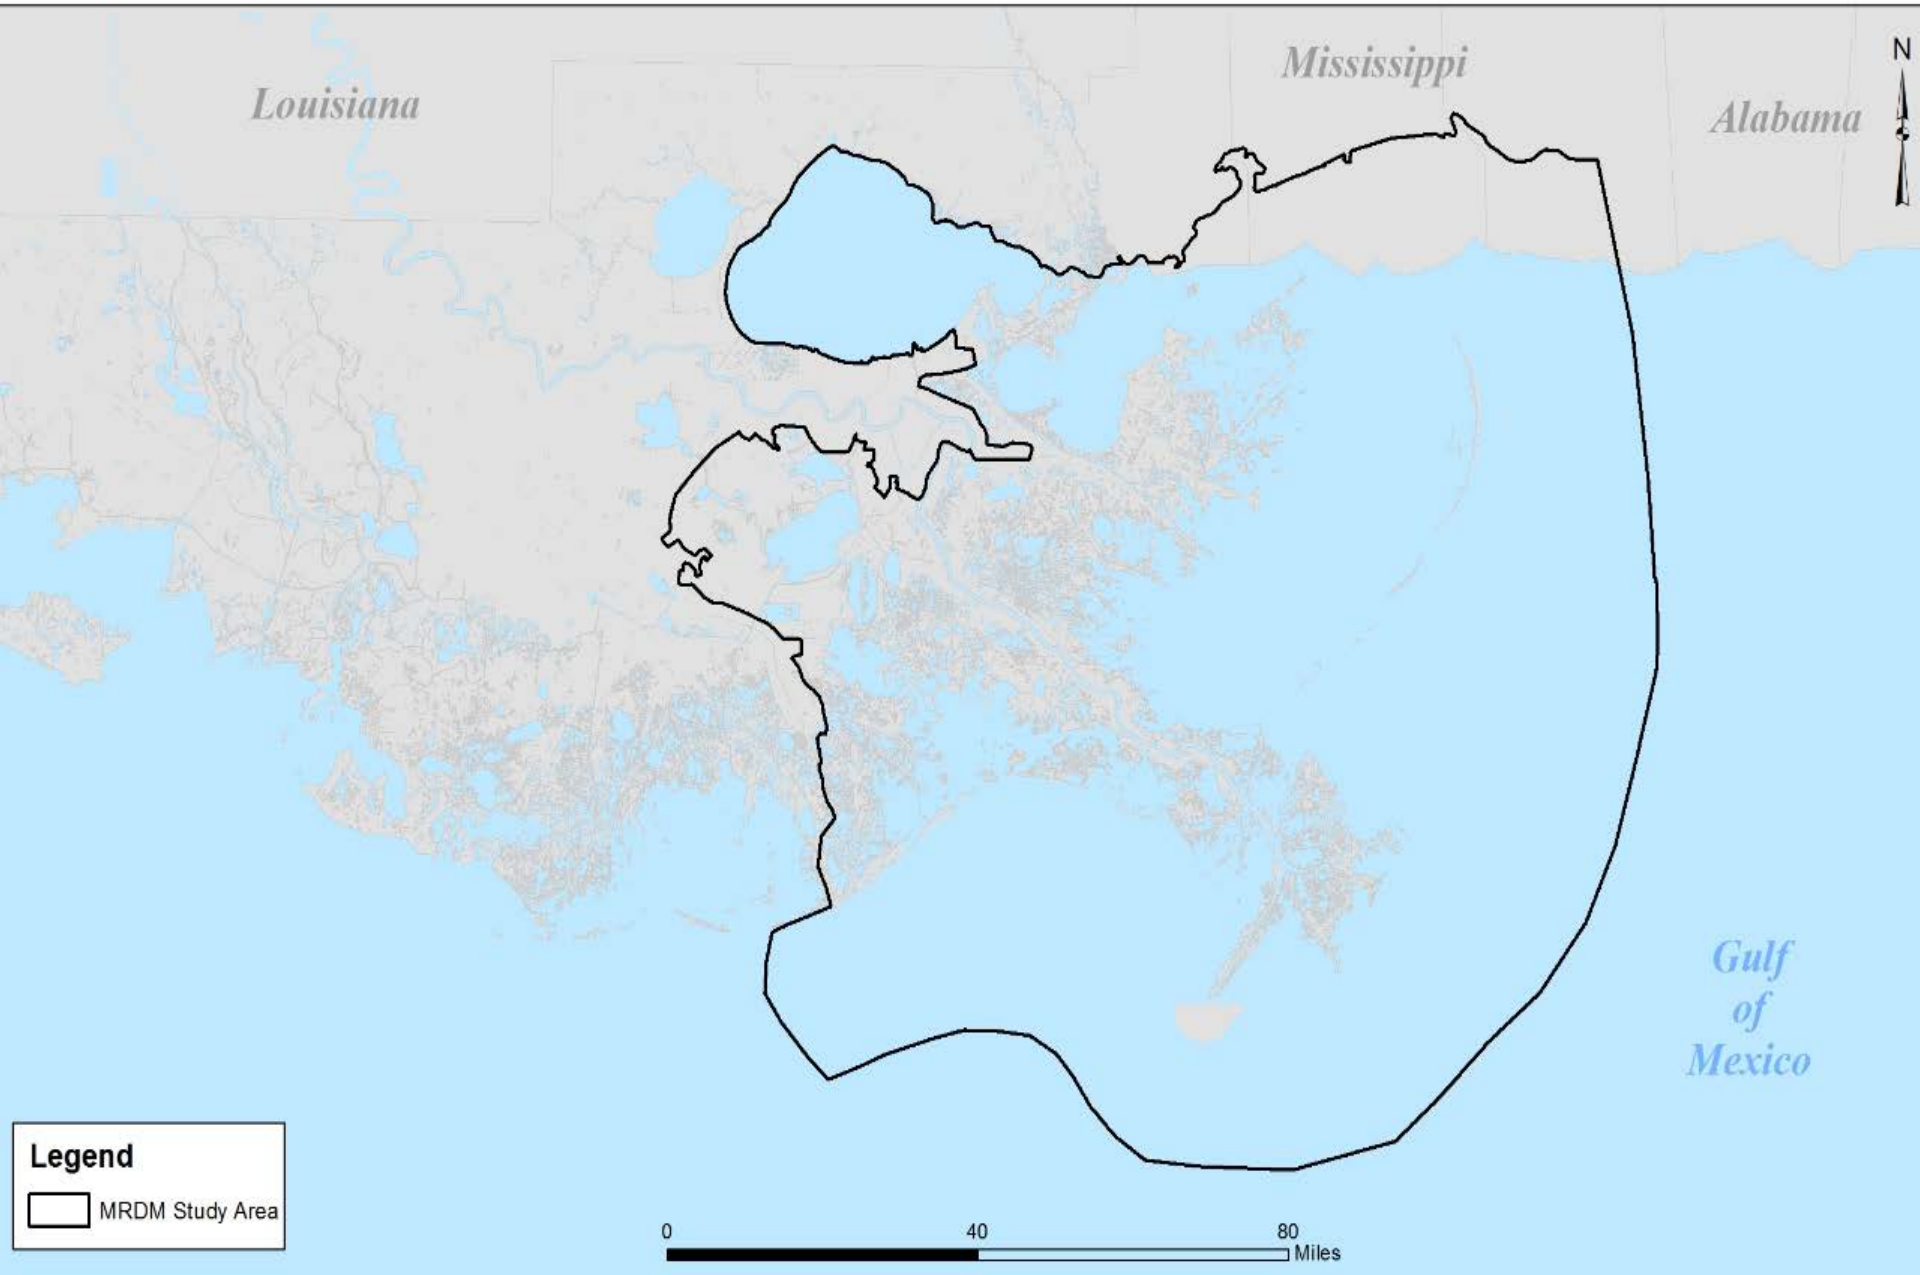 Mississippi
N
Louisiana
Alabama
Gulf
of
Mexico
Legend
MRDM Study Area
0 40 80
Miles